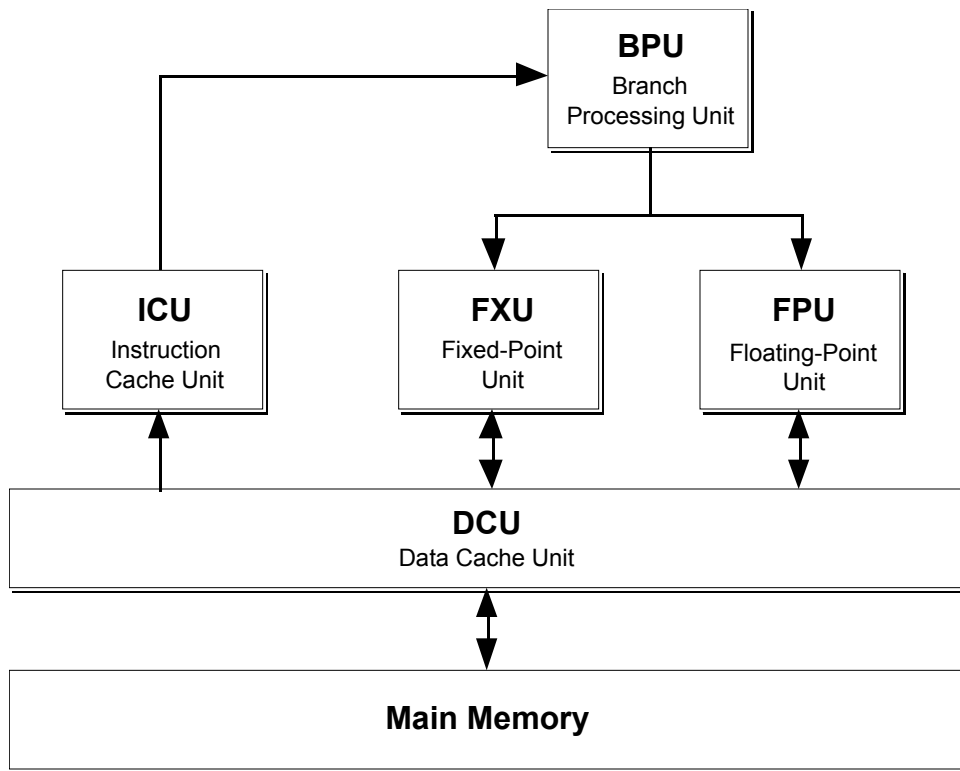 BPU
Branch
Processing Unit
ICU
Instruction
Cache Unit
FXU
Fixed-Point
Unit
FPU
Floating-Point
Unit
DCU
Data Cache Unit
Main Memory